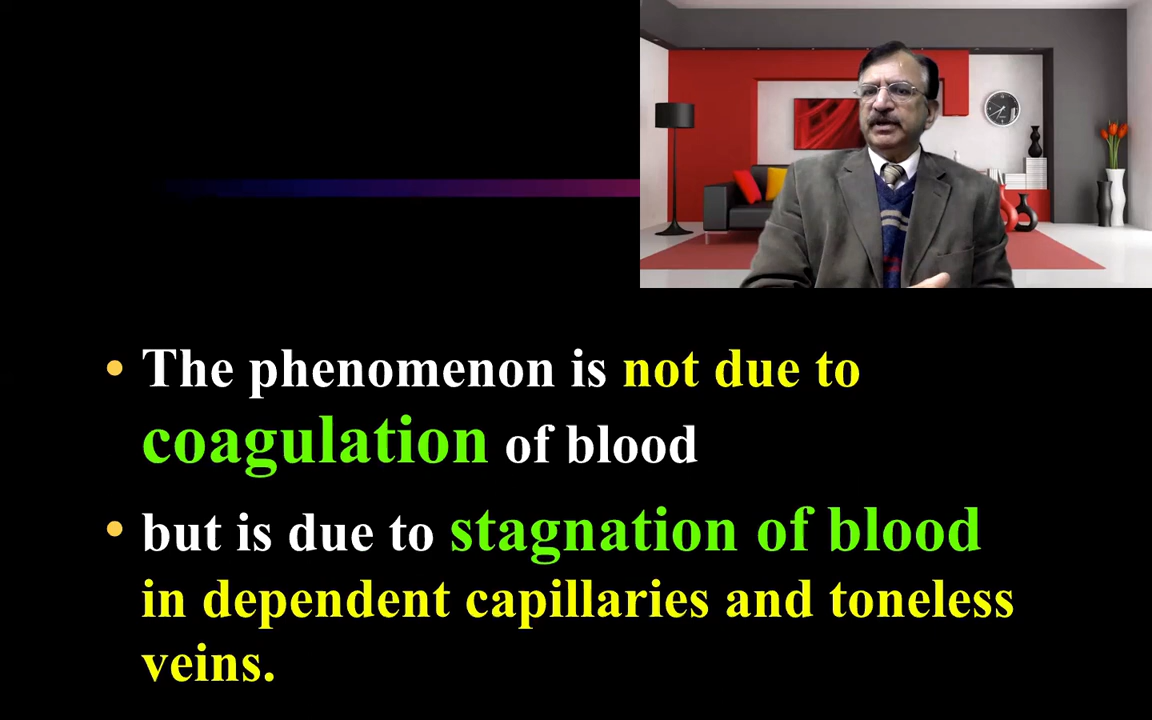 • The phenomenon is not due to
coagulation of blood
• but is due to stagnation of blood
in dependent capillaries and toneless
veins.